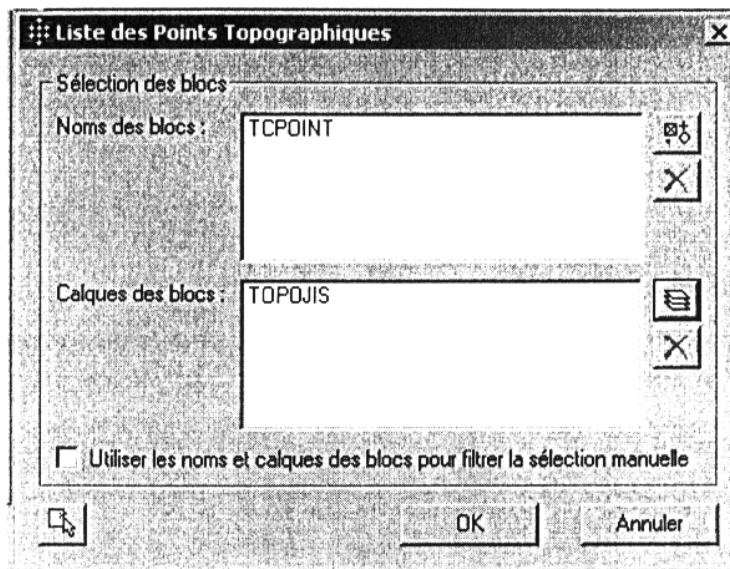 Liste des Points Topographiques
Sélection des blocs
Noms des blocs :
TCPOINT
Calques des blocs :
TOPOJIS
Utiliser les noms et calques des blocs pour filtrer la sélection manuelle
OK
Annuler